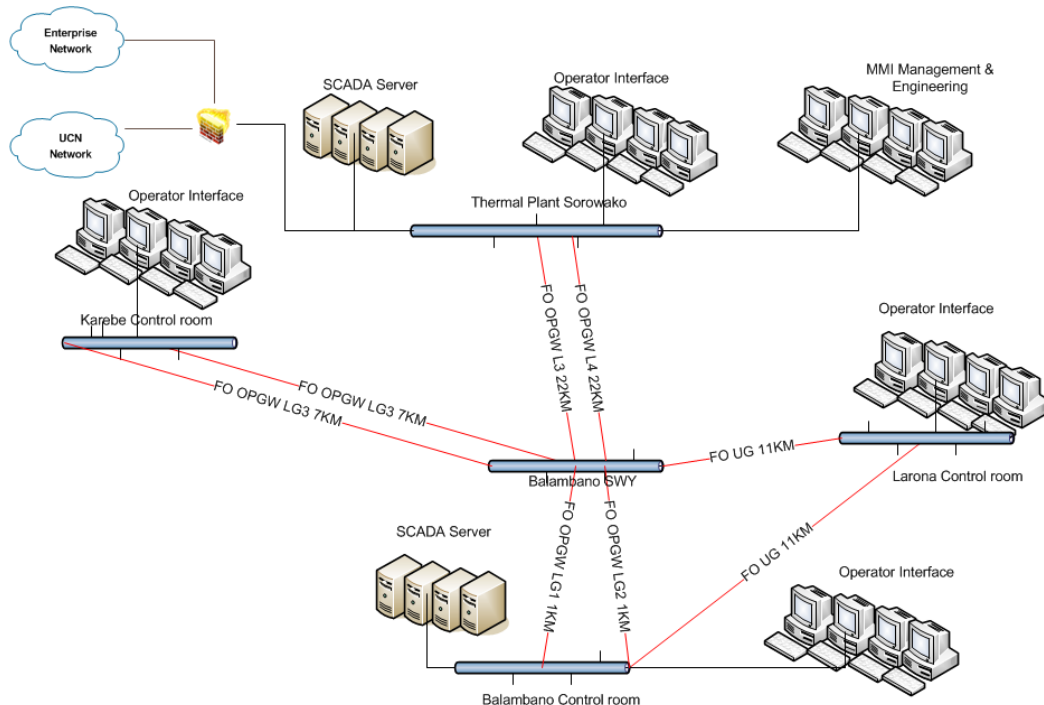 Enterprise
Network
UCN
Network
SCADA Server
Operator Interface
MMI Management &
Engineering
Operator Interface
Thermal Plant Sorowako
Karebe Control room
FO OPGW L3 22KM
FO OPGW L4 22KM
Operator Interface
FO OPGW LG3 7KM
FO OPGW LG3 7KM
FO UG 11KM
Larona Control room
Balambano SWY
SCADA Server
FO OPGW LG1 1KM
FO OPGW LG2 1KM
FO UG 11KM
Operator Interface
Balambano Control room